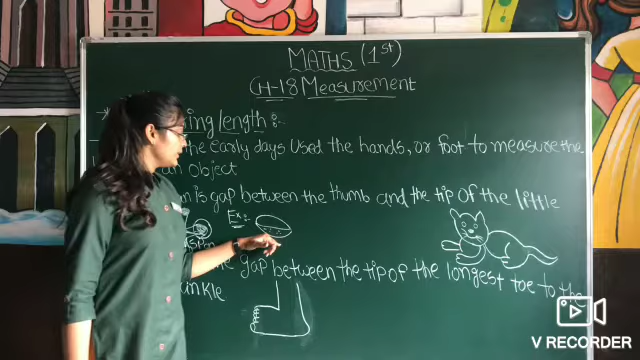 MATHS (1st)
CH-18 Measurement
ing length :-
the early days used the hands, or foot to measure the
an object
is gap between the thumb and the tip of the little
Ex:-
gap between the tip of the longest toe to the
ankle
V RECORDER